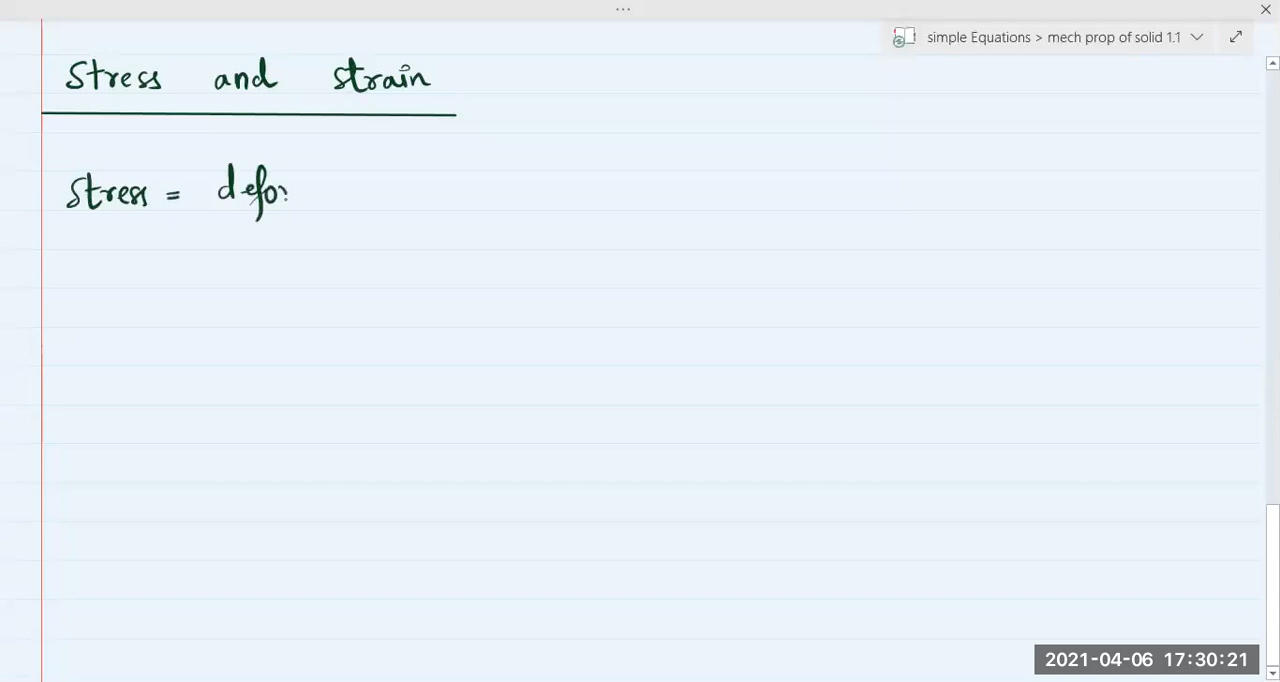 simple Equations > mech prop of solid 1.1
Stress and strain
Stress = defo
2021-04-06 17:30:21